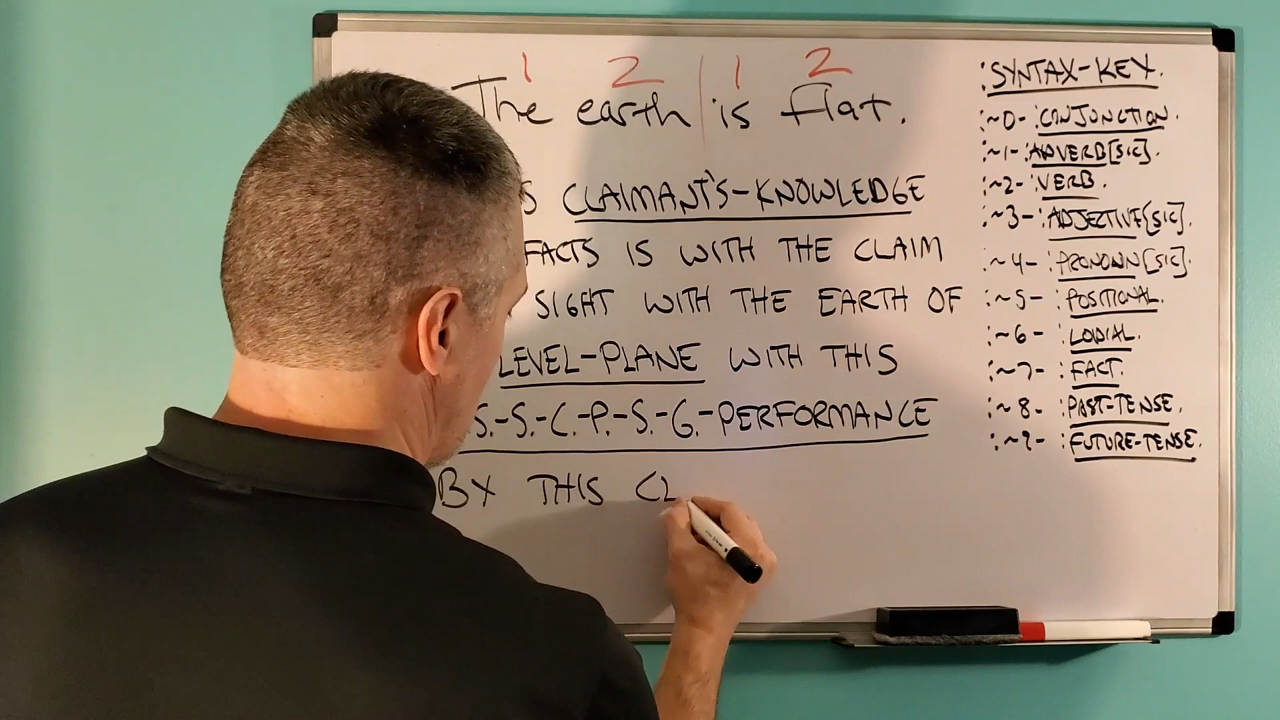 1 2 1 2
The earth is flat.
S CLAIMANT'S-KNOWLEDGE
FACTS IS WITH THE CLAIM
SIGHT WITH THE EARTH OF
LEVEL-PLANE WITH THIS
S.-S.-C.-P.-S.-G.-PERFORMANCE
BY THIS CL
:SYNTAX-KEY.
:~0- :CONJUNCTION.
:~1- :ADVERB[SIC].
:~2- :VERB.
:~3- :ADJECTIVE[SIC].
:~4- :PRONOUN[SIC].
:~5- :POSITIONAL.
:~6- :LODIAL.
:~7- :FACT.
:~8- :PAST-TENSE.
:~9- :FUTURE-TENSE.